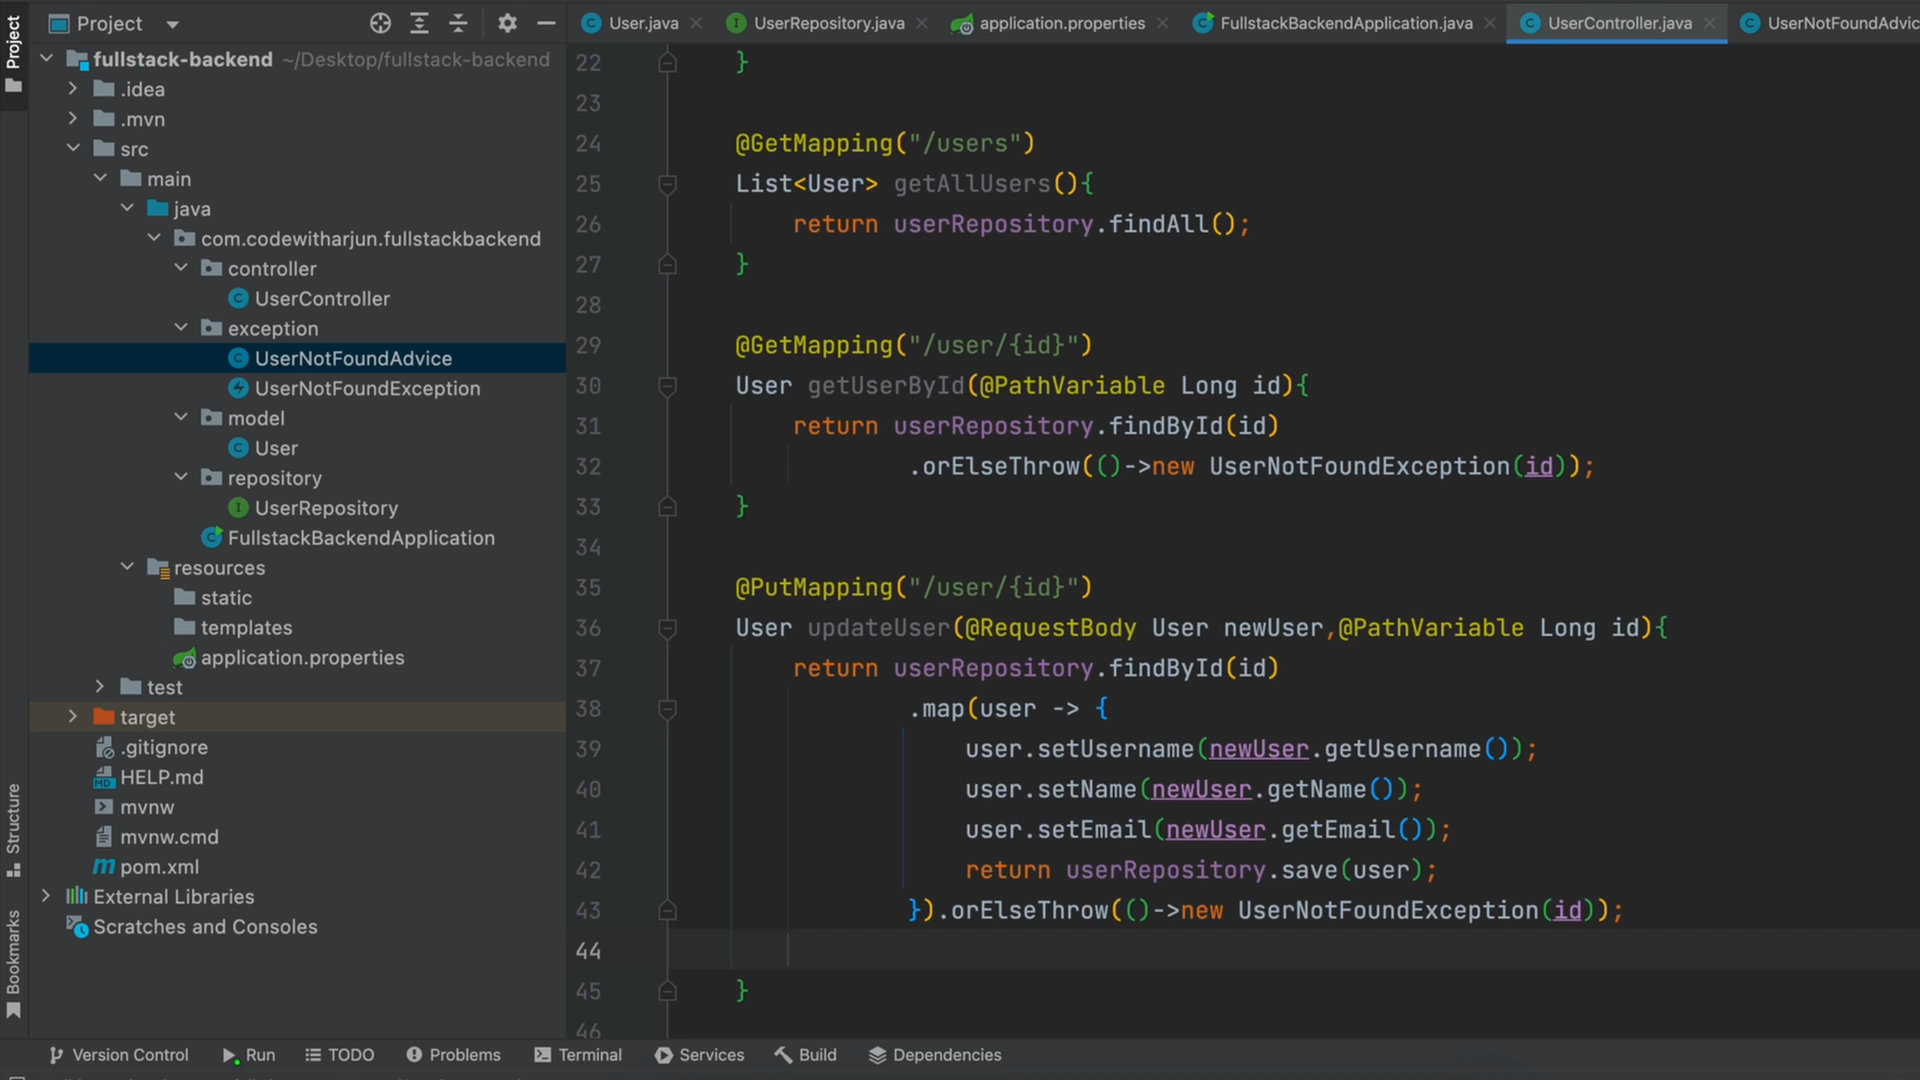 Project
Project
User.java
UserRepository.java
application.properties
FullstackBackendApplication.java
UserController.java
UserNotFoundAdvic
fullstack-backend ~/Desktop/fullstack-backend
.idea
.mvn
src
main
java
com.codewitharjun.fullstackbackend
controller
UserController
exception
UserNotFoundAdvice
UserNotFoundException
model
User
repository
UserRepository
FullstackBackendApplication
resources
static
templates
application.properties
test
target
.gitignore
HELP.md
mvnw
mvnw.cmd
pom.xml
External Libraries
Scratches and Consoles
Structure
Bookmarks
22 }
23
24 @GetMapping("/users")
25 List<User> getAllUsers(){
26 return userRepository.findAll();
27 }
28
29 @GetMapping("/user/{id}")
30 User getUserById(@PathVariable Long id){
31 return userRepository.findById(id)
32 .orElseThrow(()->new UserNotFoundException(id));
33 }
34
35 @PutMapping("/user/{id}")
36 User updateUser(@RequestBody User newUser,@PathVariable Long id){
37 return userRepository.findById(id)
38 .map(user -> {
39 user.setUsername(newUser.getUsername());
40 user.setName(newUser.getName());
41 user.setEmail(newUser.getEmail());
42 return userRepository.save(user);
43 }).orElseThrow(()->new UserNotFoundException(id));
44
45 }
46
Version Control
Run
TODO
Problems
Terminal
Services
Build
Dependencies